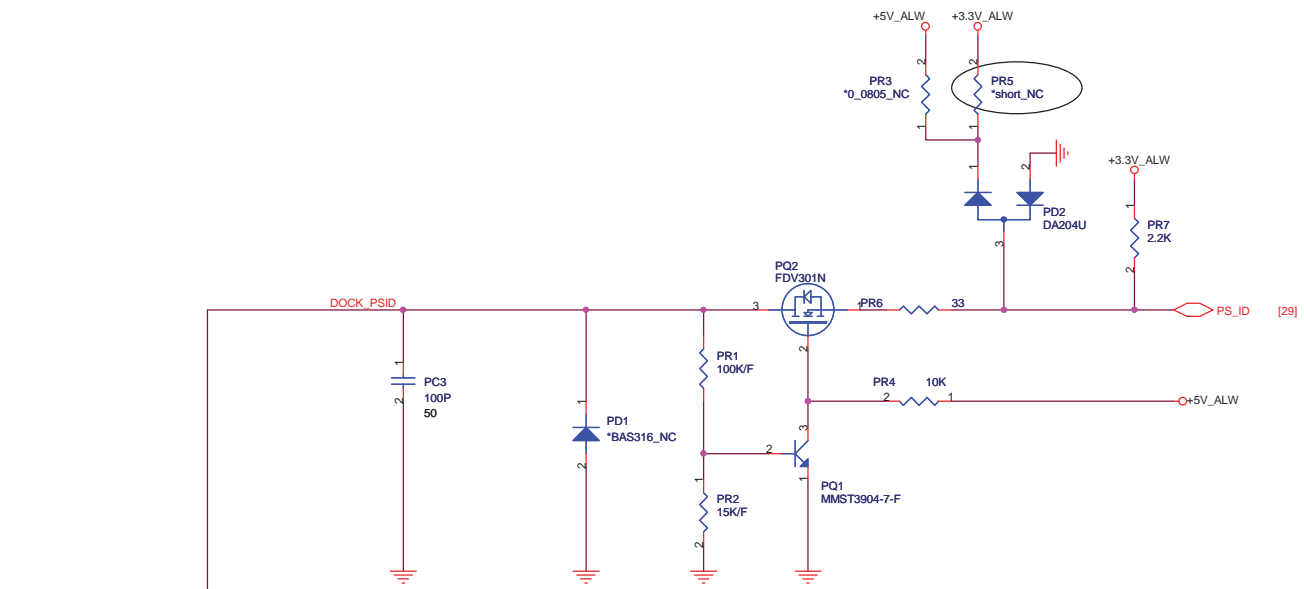 +5V_ALW +3.3V_ALW
2 2
PR3 PR5
*0_0805_NC *short_NC
1 1
+3.3V_ALW
1 2
1
PD2 PR7
DA204U 2.2K
3
2
PQ2
FDV301N
DOCK_PSID 3 1 PR6 33 PS_ID [29]
2
PR1
100K/F
1 PC3 PR4 10K
2 100P 2 1 +5V_ALW
50
1 PD1 3
*BAS316_NC 2
2
1 1 PQ1
PR2 MMST3904-7-F
15K/F
2